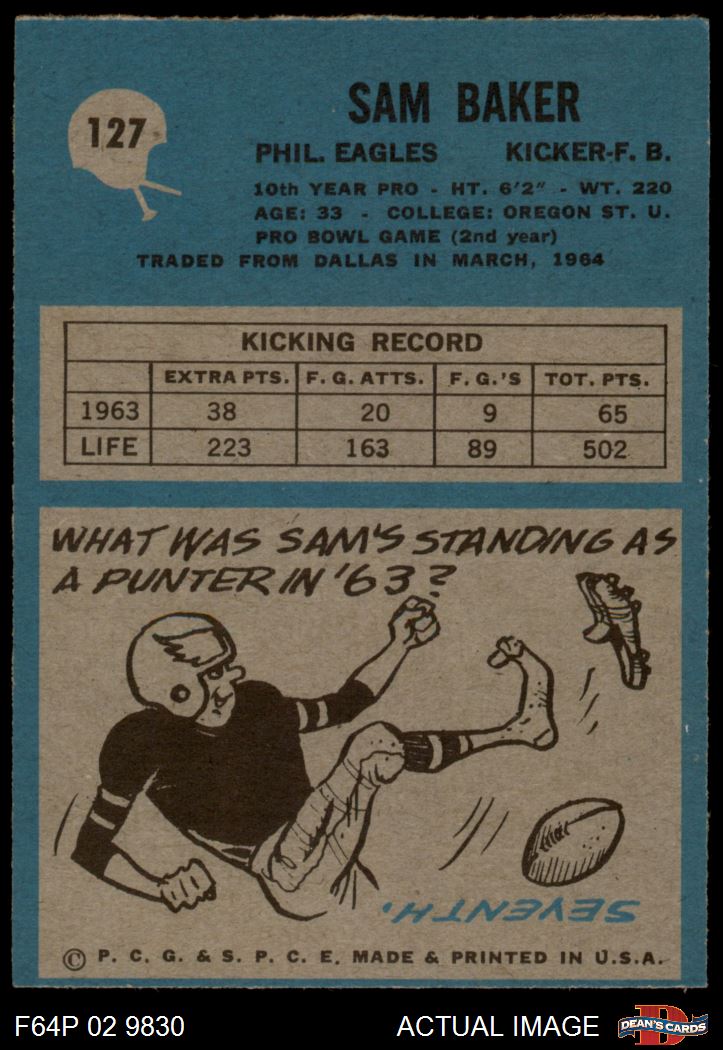 127
SAM BAKER
PHIL. EAGLES KICKER-F. B.
10th YEAR PRO - HT. 6'2" - WT. 220
AGE: 33 - COLLEGE: OREGON ST. U.
PRO BOWL GAME (2nd year)
TRADED FROM DALLAS IN MARCH, 1964
KICKING RECORD
EXTRA PTS. F. G. ATTS. F. G.'S TOT. PTS.
1963 38 20 9 65
LIFE 223 163 89 502
WHAT WAS SAM'S STANDING AS
A PUNTER IN '63?
SEVENTH.
© P. C. G. & S. P. C. E. MADE & PRINTED IN U.S.A.
F64P 02 9830 ACTUAL IMAGE D DEAN'S CARDS